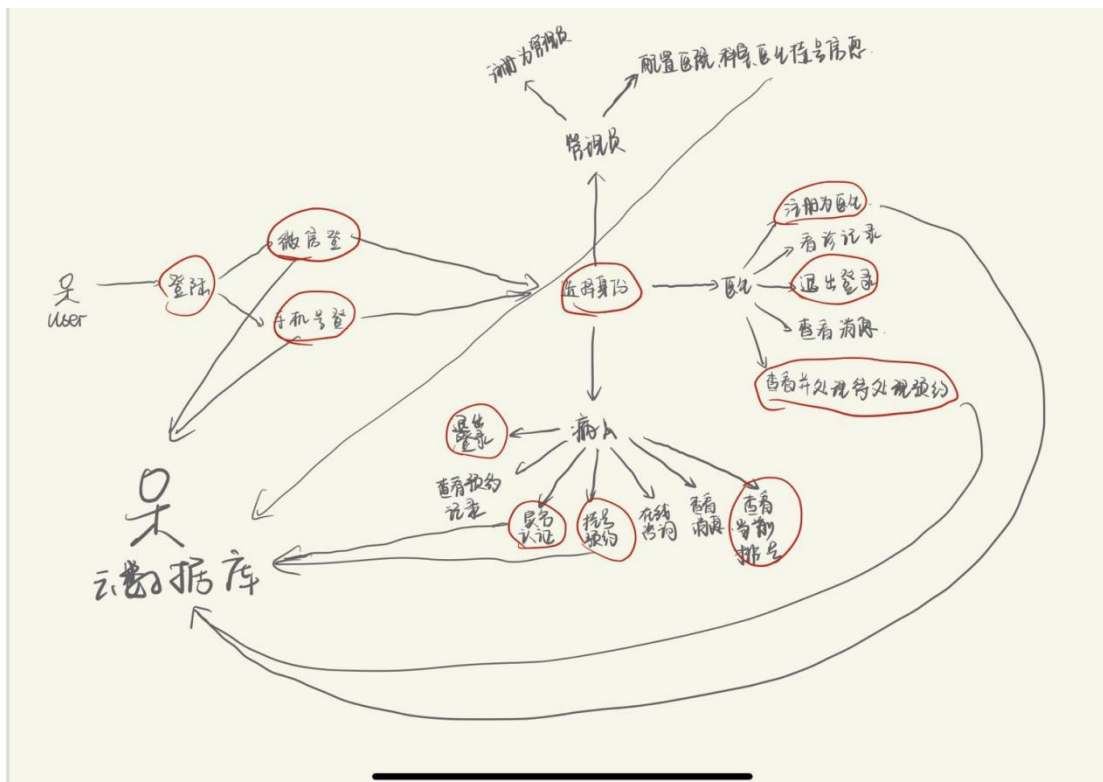 注册为管理员
配置医院、科室、医生挂号信息
管理员
注册为医生
微信登
看诊记录
登陆
手机号登
选择身份
医生
退出登录
user
查看消息
查看并处理待处理预约
退出
登录
病人
查看预约
记录
实名
认证
挂号
预约
在线
咨询
查看
消息
查看
当前
排号
云数据库